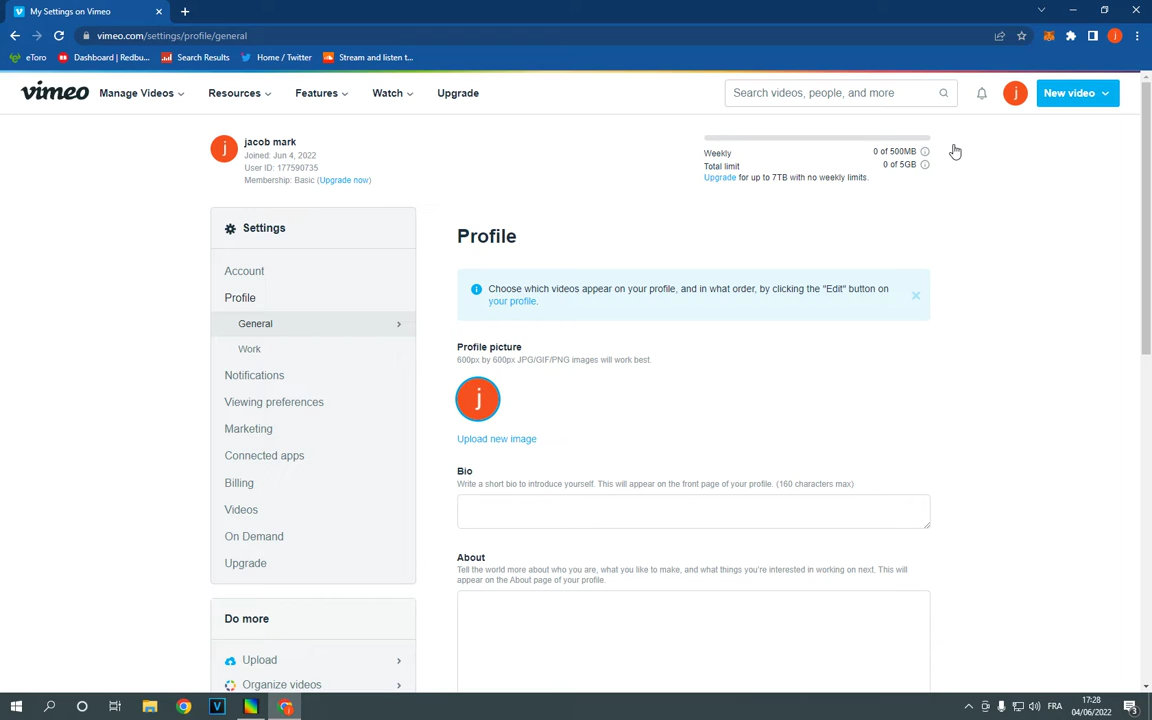 My Settings on Vimeo
vimeo.com/settings/profile/general
eToro
Dashboard | Redbu...
Search Results
Home / Twitter
Stream and listen t...
vimeo
Manage Videos
Resources
Features
Watch
Upgrade
Search videos, people, and more
j
New video
j
jacob mark
Joined: Jun 4, 2022
User ID: 177590735
Membership: Basic (Upgrade now)
Weekly 0 of 500MB
Total limit 0 of 5GB
Upgrade for up to 7TB with no weekly limits.
Settings
Account
Profile
General
Work
Notifications
Viewing preferences
Marketing
Connected apps
Billing
Videos
On Demand
Upgrade
Do more
Upload
Organize videos
Profile
Choose which videos appear on your profile, and in what order, by clicking the "Edit" button on
your profile.
Profile picture
600px by 600px JPG/GIF/PNG images will work best.
j
Upload new image
Bio
Write a short bio to introduce yourself. This will appear on the front page of your profile. (160 characters max)
About
Tell the world more about who you are, what you like to make, and what things you're interested in working on next. This will
appear on the About page of your profile.
FRA
17:28
04/06/2022
3